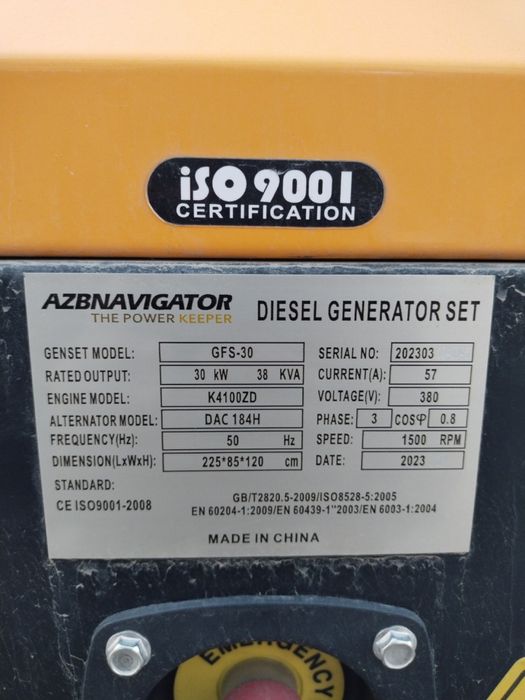 iSO 9001
CERTIFICATION
AZBNAVIGATOR
THE POWER KEEPER
DIESEL GENERATOR SET
GENSET MODEL: GFS-30 SERIAL NO: 202303
RATED OUTPUT: 30 kW 38 KVA CURRENT(A): 57
ENGINE MODEL: K4100ZD VOLTAGE(V): 380
ALTERNATOR MODEL: DAC 184H PHASE: 3 COSφ 0.8
FREQUENCY(Hz): 50 Hz SPEED: 1500 RPM
DIMENSION(LxWxH): 225*85*120 cm DATE: 2023
STANDARD:
CE ISO9001-2008
GB/T2820.5-2009/ISO8528-5:2005
EN 60204-1:2009/EN 60439-1"2003/EN 6003-1:2004
MADE IN CHINA
EMERGENCY